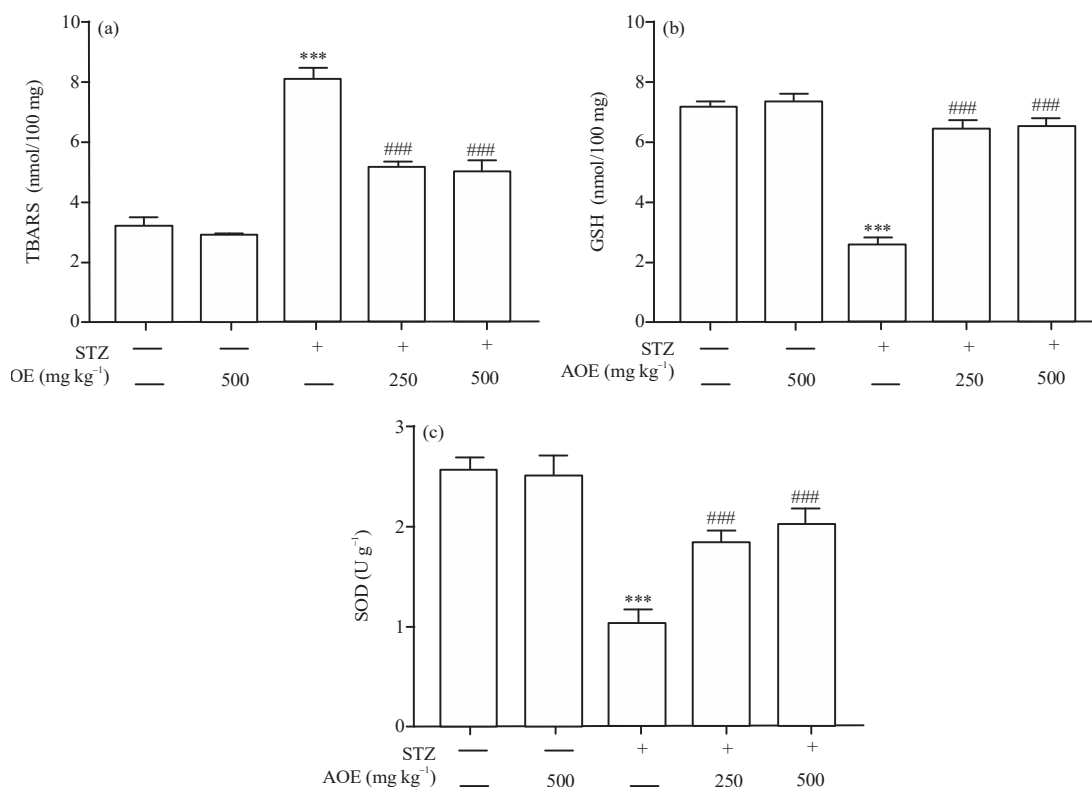 (a)
10
8
6
4
2
0
TBARS (nmol/100 mg)
***
###
###
STZ — — + + +
OE (mg kg⁻¹) — 500 — 250 500
(b)
10
8
6
4
2
0
GSH (nmol/100 mg)
***
###
###
STZ — — + + +
AOE (mg kg⁻¹) — 500 — 250 500
(c)
3
2
1
0
SOD (U g⁻¹)
***
###
###
STZ — — + + +
AOE (mg kg⁻¹) — 500 — 250 500